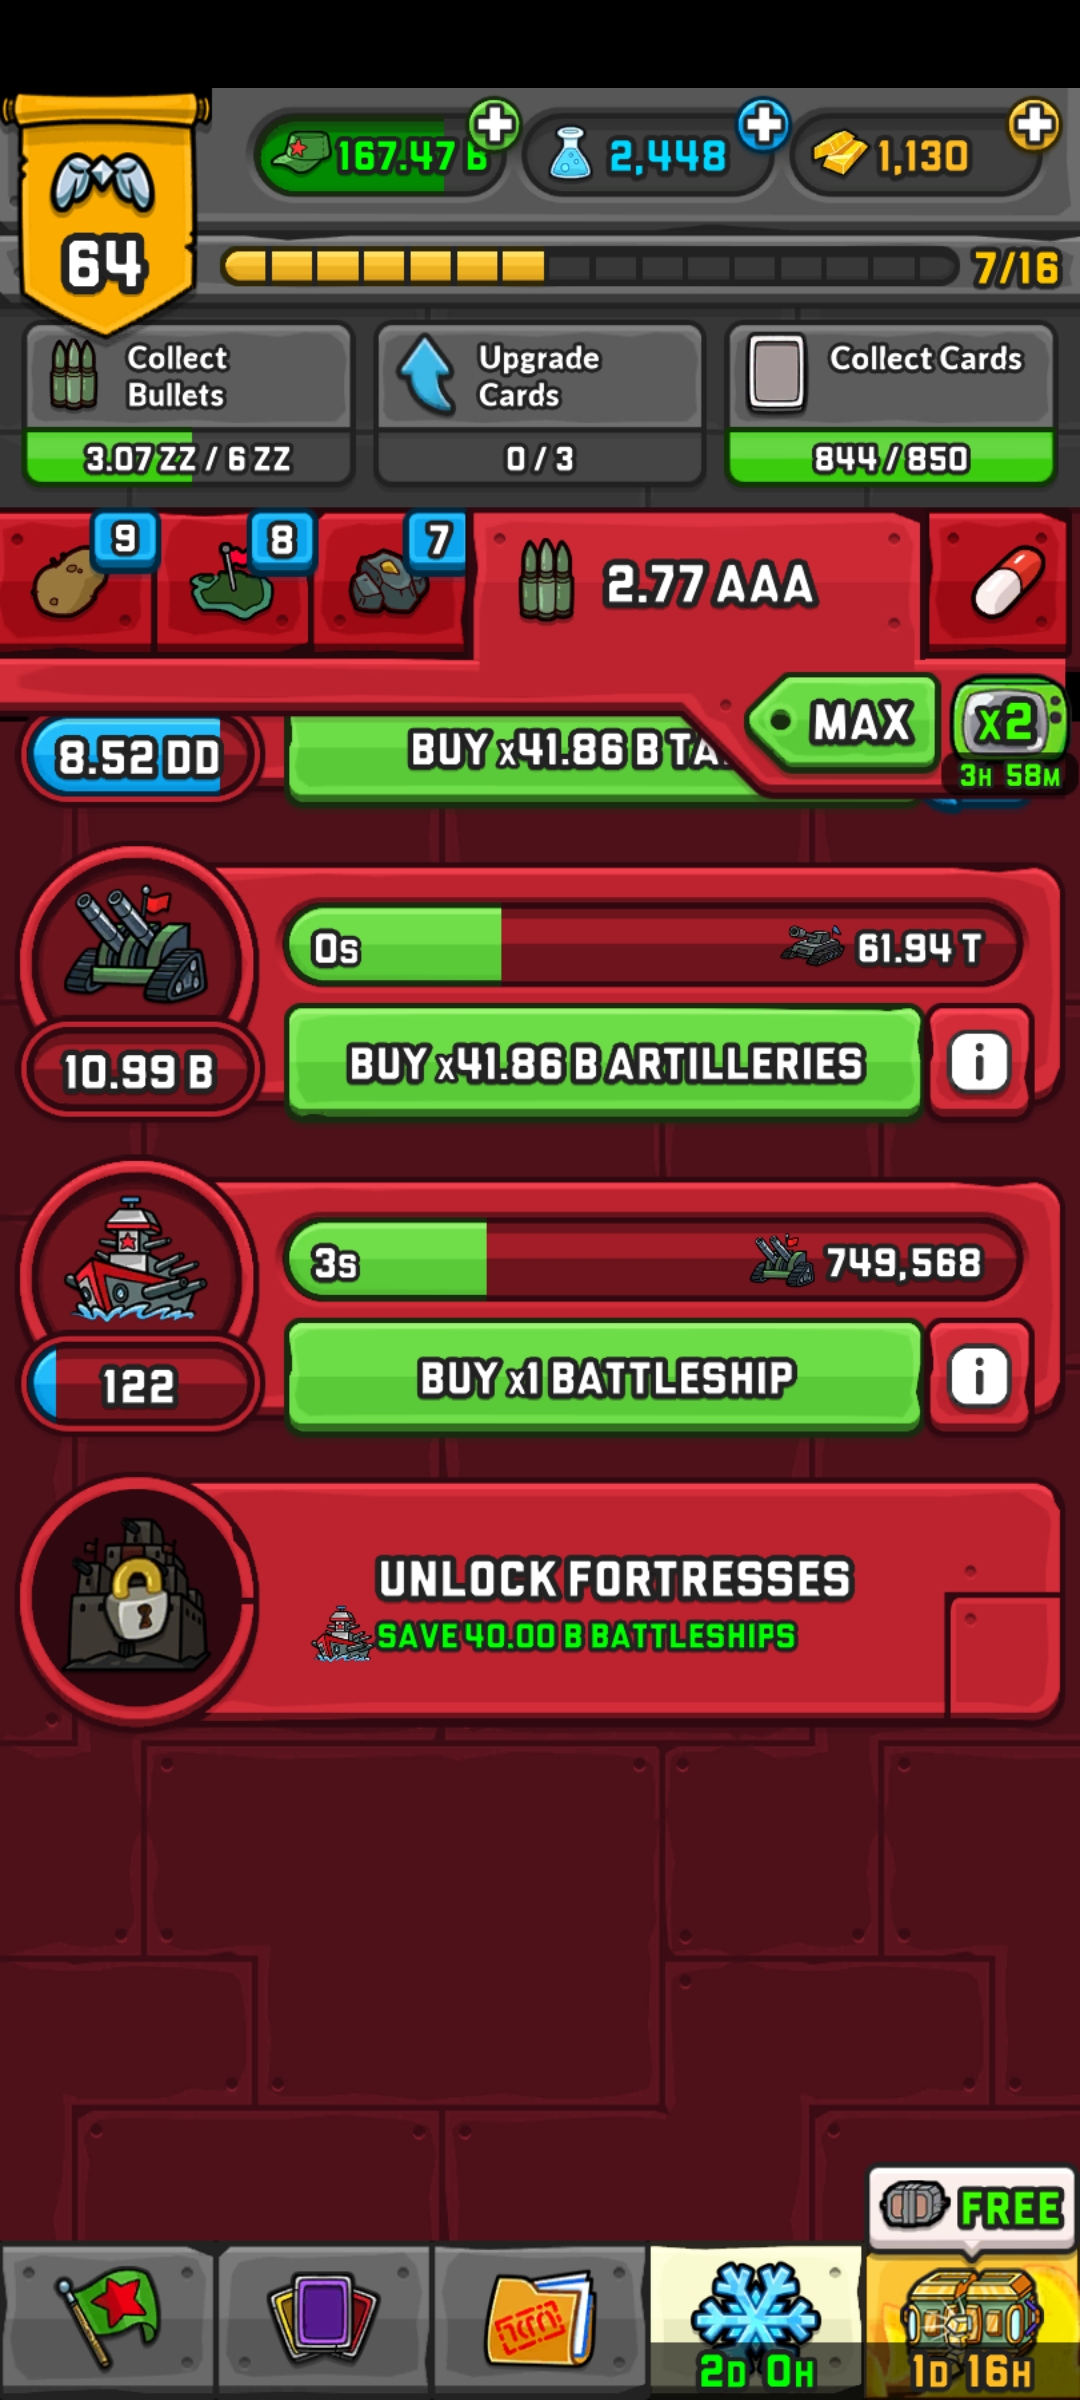 167.47 B
2,448
1,130
64
7/16
Collect
Bullets
Upgrade
Cards
Collect Cards
3.07 ZZ / 6 ZZ
0 / 3
844 / 850
9
8
7
2.77 AAA
MAX
x2
3H 58M
8.52 DD
BUY x41.86 B TA
0s
61.94 T
10.99 B
BUY x41.86 B ARTILLERIES
i
3s
749,568
122
BUY x1 BATTLESHIP
i
UNLOCK FORTRESSES
SAVE 40.00 B BATTLESHIPS
FREE
2D 0H
1D 16H